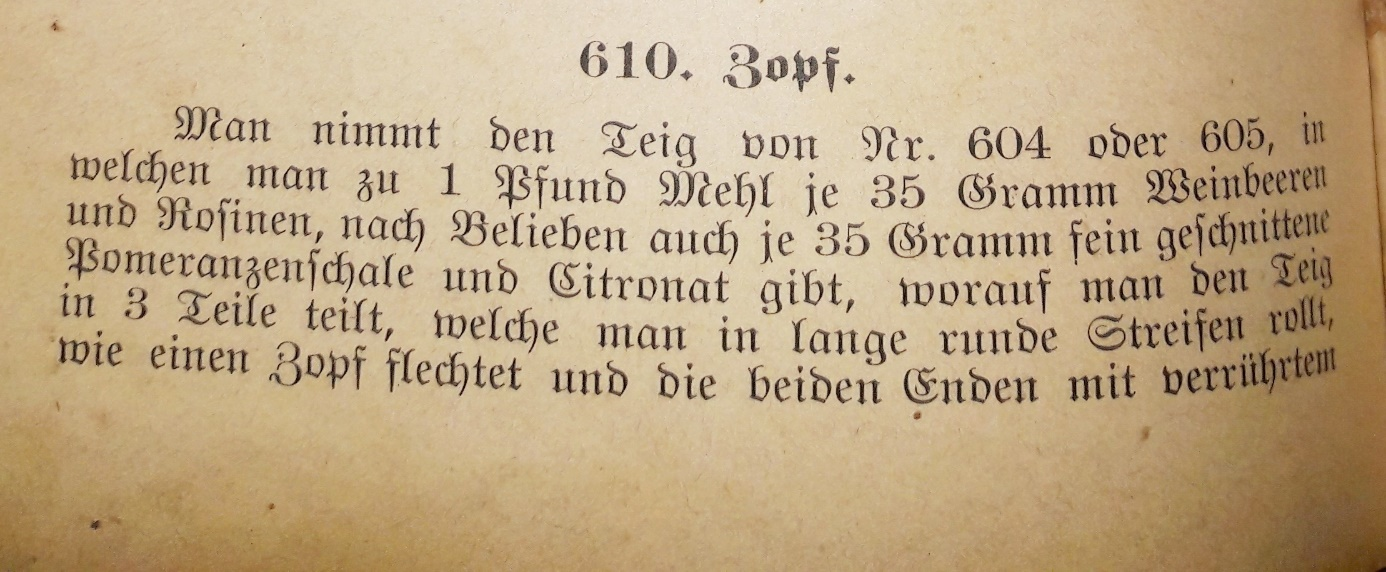 610. Zopf.
Man nimmt den Teig von Nr. 604 oder 605, in
welchen man zu 1 Pfund Mehl je 35 Gramm Weinbeeren
und Roſinen, nach Belieben auch je 35 Gramm fein geſchnittene
Pomeranzenſchale und Citronat gibt, worauf man den Teig
in 3 Teile teilt, welche man in lange runde Streifen rollt,
wie einen Zopf flechtet und die beiden Enden mit verrührtem